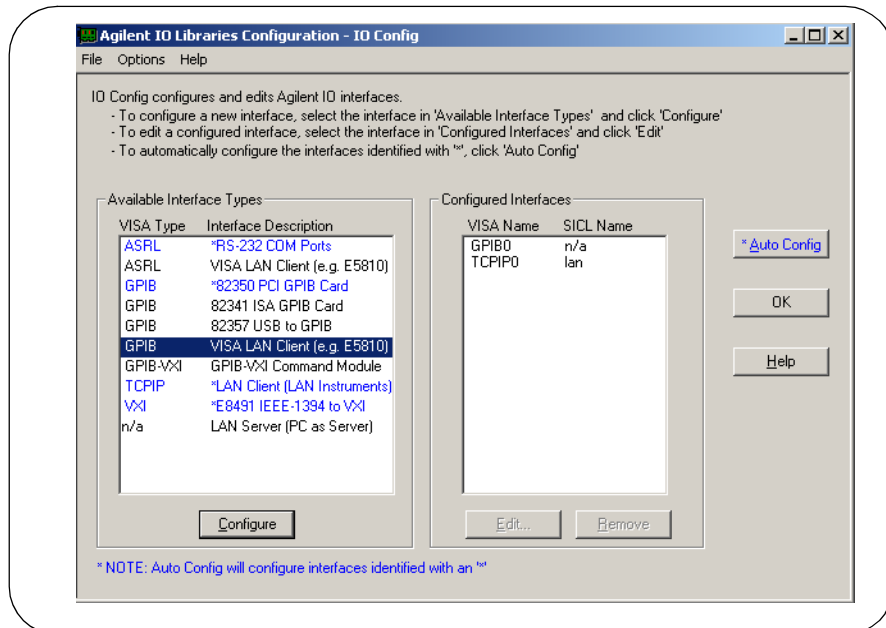 Agilent IO Libraries Configuration - IO Config
File Options Help
IO Config configures and edits Agilent IO interfaces.
- To configure a new interface, select the interface in 'Available Interface Types' and click 'Configure'
- To edit a configured interface, select the interface in 'Configured Interfaces' and click 'Edit'
- To automatically configure the interfaces identified with '*', click 'Auto Config'
Available Interface Types
VISA Type Interface Description
ASRL *RS-232 COM Ports
ASRL VISA LAN Client (e.g. E5810)
GPIB *82350 PCI GPIB Card
GPIB 82341 ISA GPIB Card
GPIB 82357 USB to GPIB
GPIB VISA LAN Client (e.g. E5810)
GPIB-VXI GPIB-VXI Command Module
TCPIP *LAN Client (LAN Instruments)
VXI *E8491 IEEE-1394 to VXI
n/a LAN Server (PC as Server)
Configure
Configured Interfaces
VISA Name SICL Name
GPIB0 n/a
TCPIP0 lan
Edit... Remove
* Auto Config
OK
Help
* NOTE: Auto Config will configure interfaces identified with an '*'